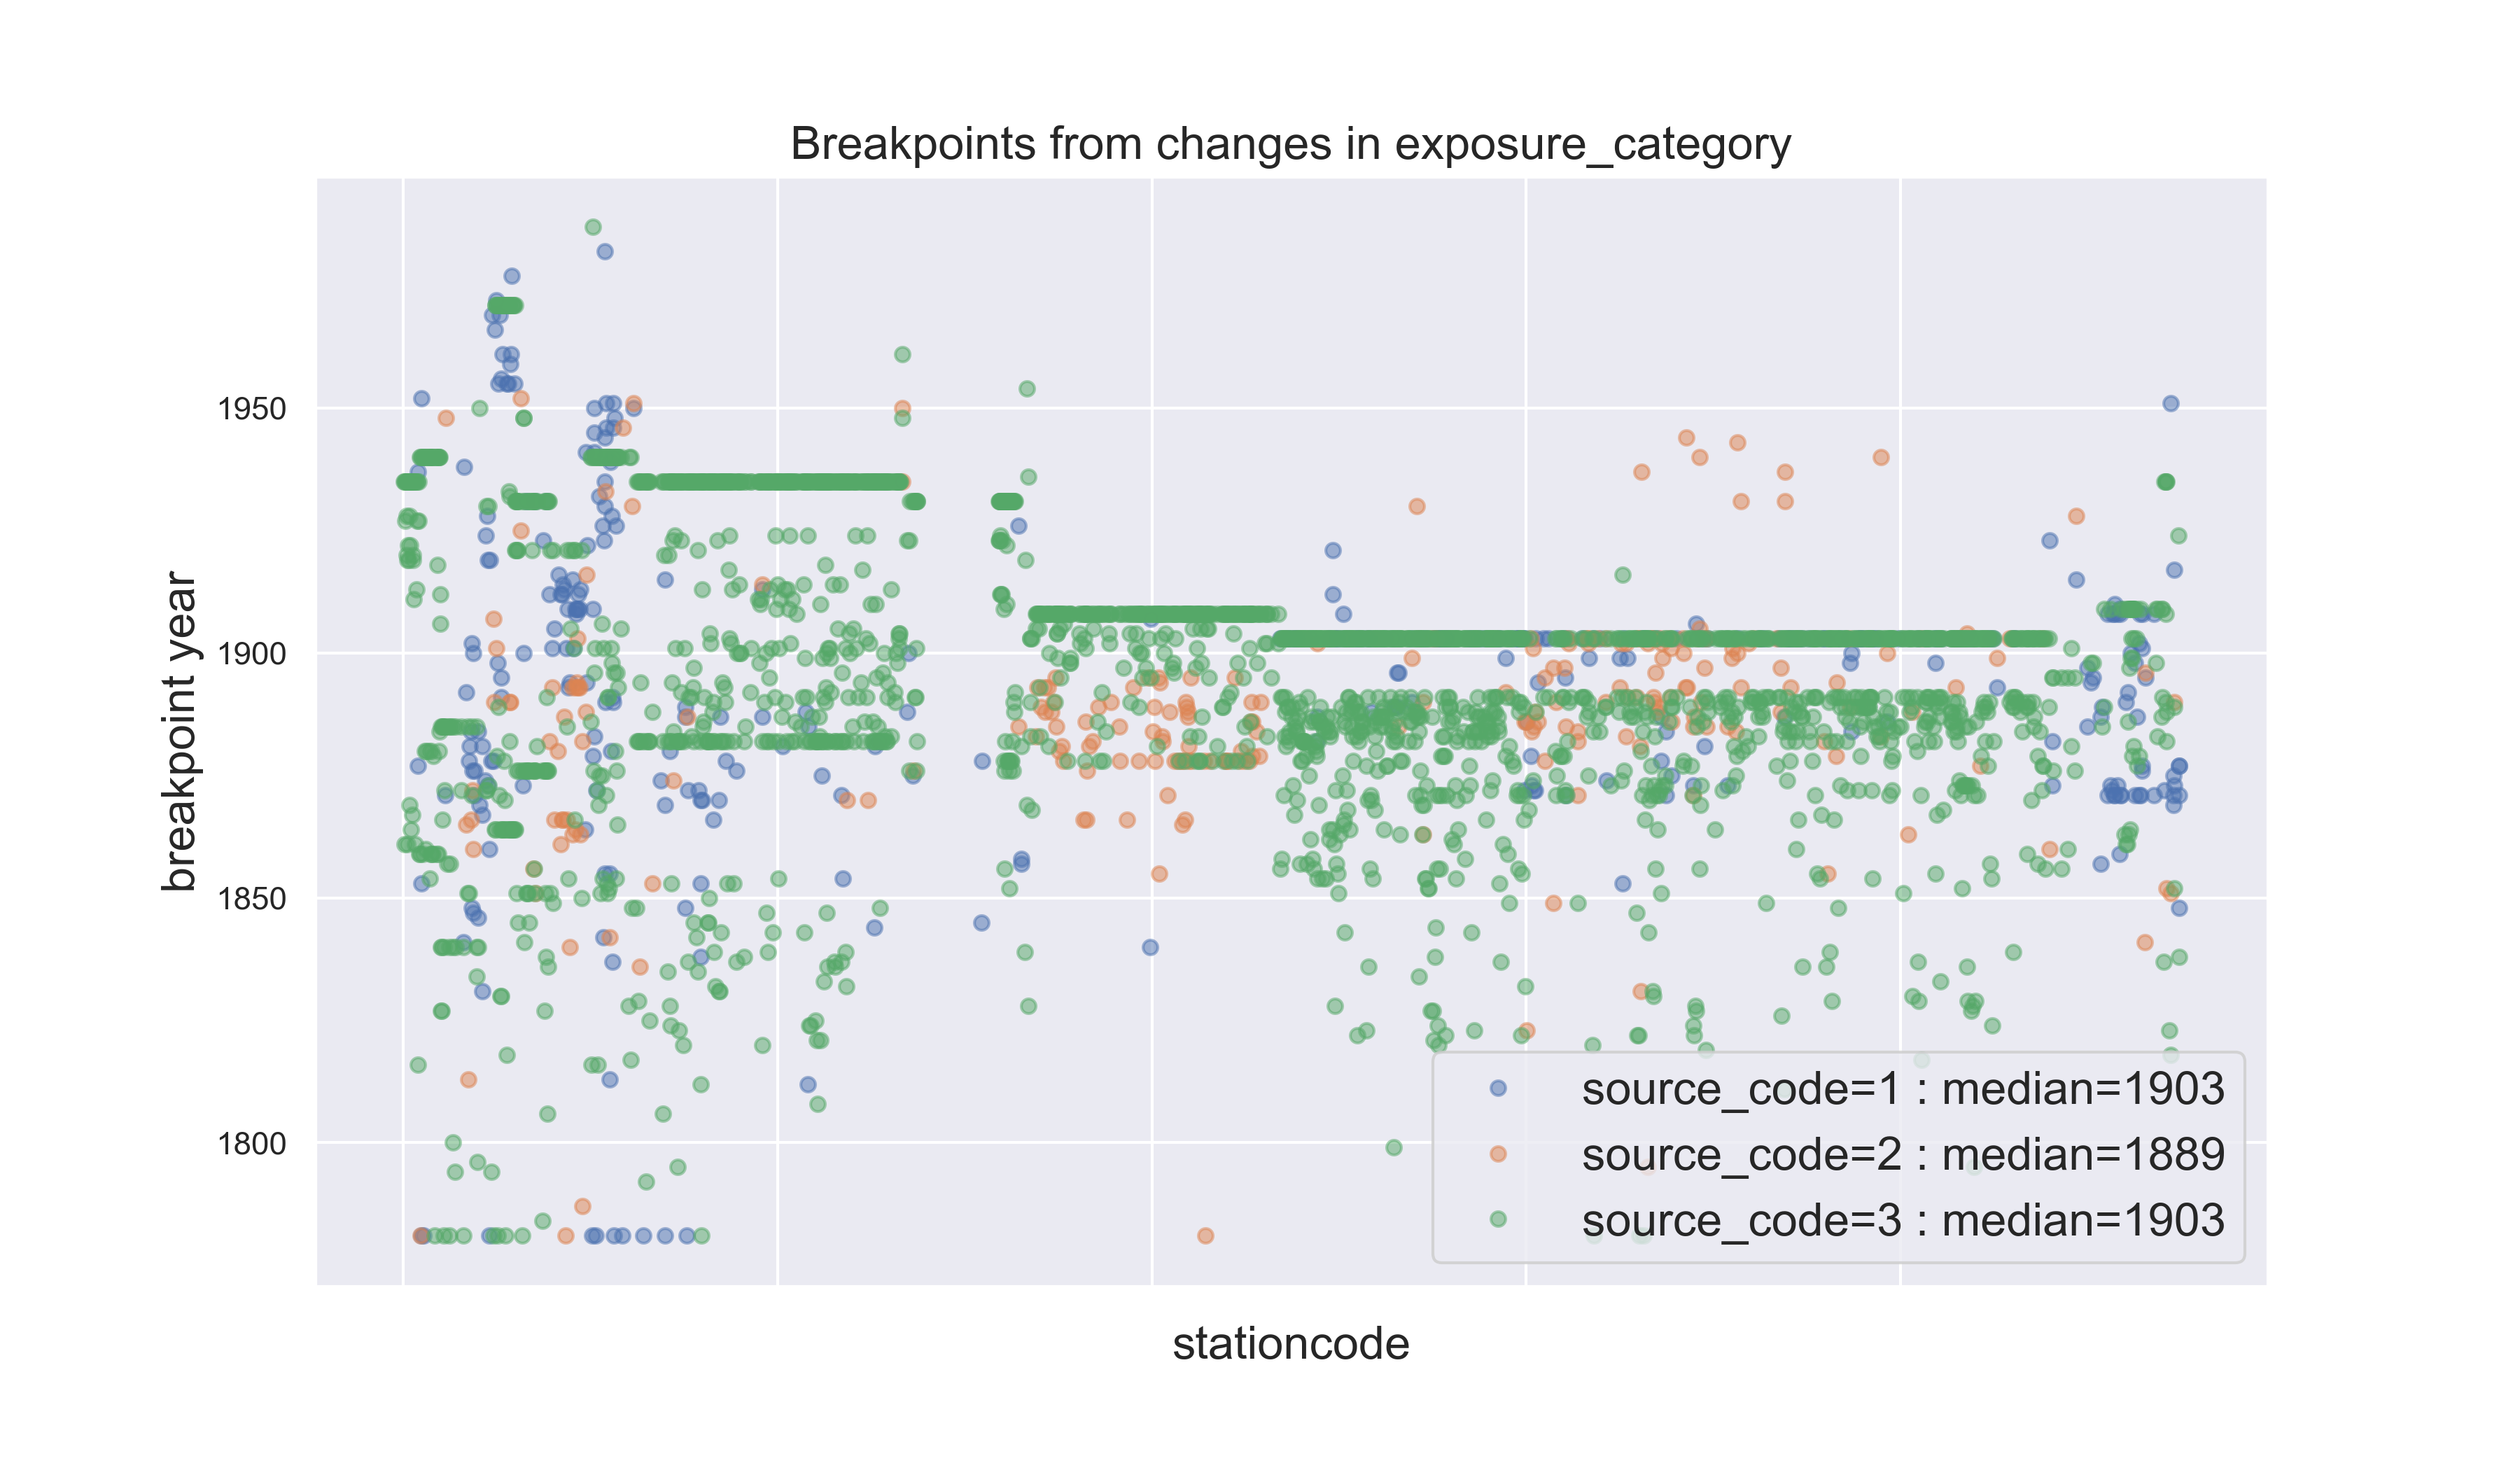 Breakpoints from changes in exposure_category
breakpoint year
1950
1900
1850
1800
source_code=1 : median=1903
source_code=2 : median=1889
source_code=3 : median=1903
stationcode